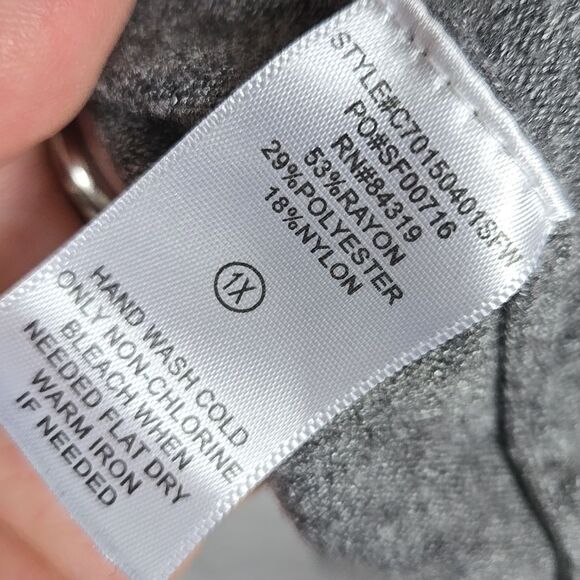 STYLE#C70150401SFW
PO#SF00716
RN#84319
53%RAYON
29%POLYESTER
18%NYLON
1X
HAND WASH COLD
ONLY NON-CHLORINE
BLEACH WHEN
NEEDED FLAT DRY
WARM IRON
IF NEEDED